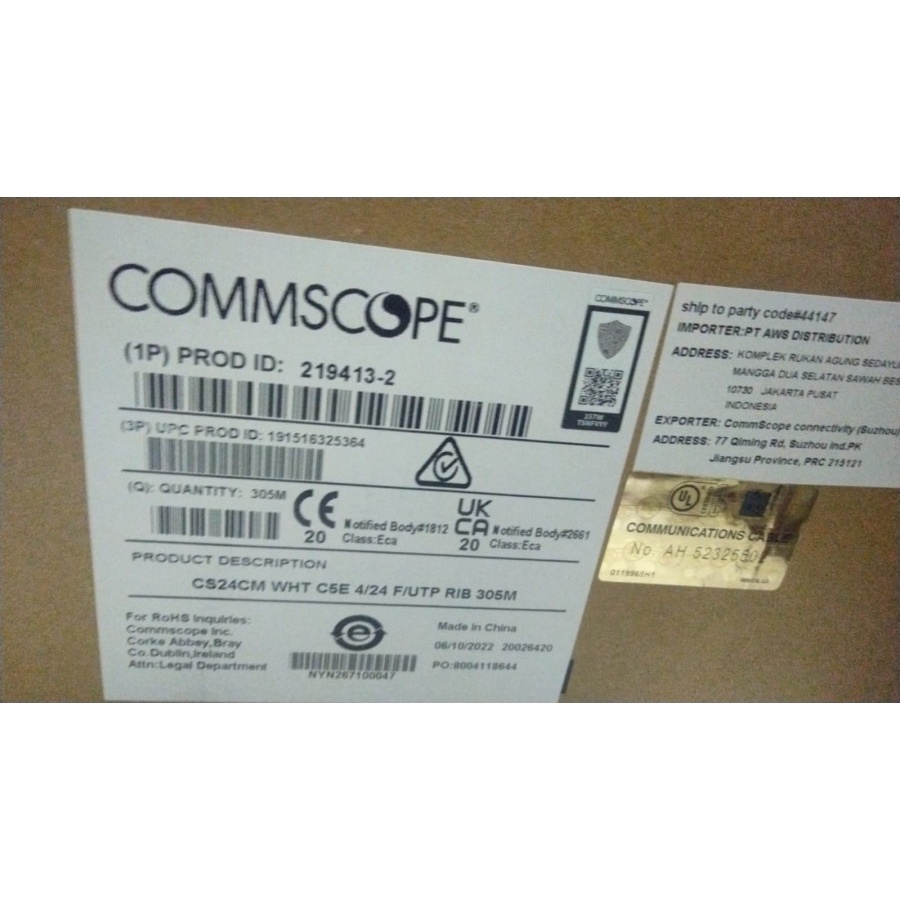 COMMSCOPE®
(1P) PROD ID: 219413-2
(3P) UPC PROD ID: 191516325364
(Q): QUANTITY: 305M
CE
20
Notified Body#1812
Class:Eca
UK
CA
20
Notified Body#2661
Class:Eca
PRODUCT DESCRIPTION
CS24CM WHT C5E 4/24 F/UTP RIB 305M
For RoHS Inquiries:
Commscope Inc.
Corke Abbey,Bray
Co.Dublin,Ireland
Attn:Legal Department
e
NYN267100047
Made in China
06/10/2022 20026420
PO:8004118644
COMMSCOPE™
ship to party code#44147
IMPORTER:PT AWS DISTRIBUTION
ADDRESS: KOMPLEK RUKAN AGUNG SEDAYU
MANGGA DUA SELATAN SAWAH BES
10730 JAKARTA PUSAT
INDONESIA
EXPORTER: CommScope connectivity (Suzhou)
ADDRESS: 77 Qiming Rd, Suzhou Ind.PK
Jiangsu Province, PRC 215121
UL
COMMUNICATIONS CABLE
No. AH